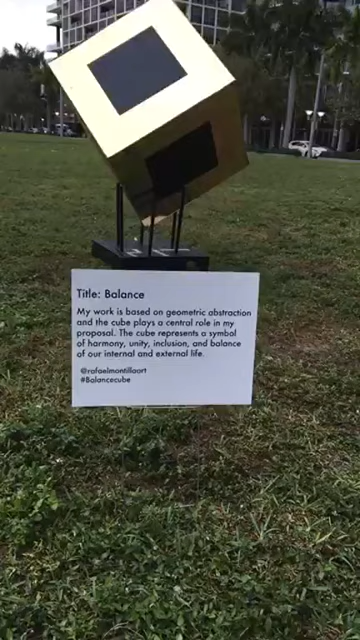 Title: Balance
My work is based on geometric abstraction
and the cube plays a central role in my
proposal. The cube represents a symbol
of harmony, unity, inclusion, and balance
of our internal and external life.
@rafaelmontillaart
#Balancecube